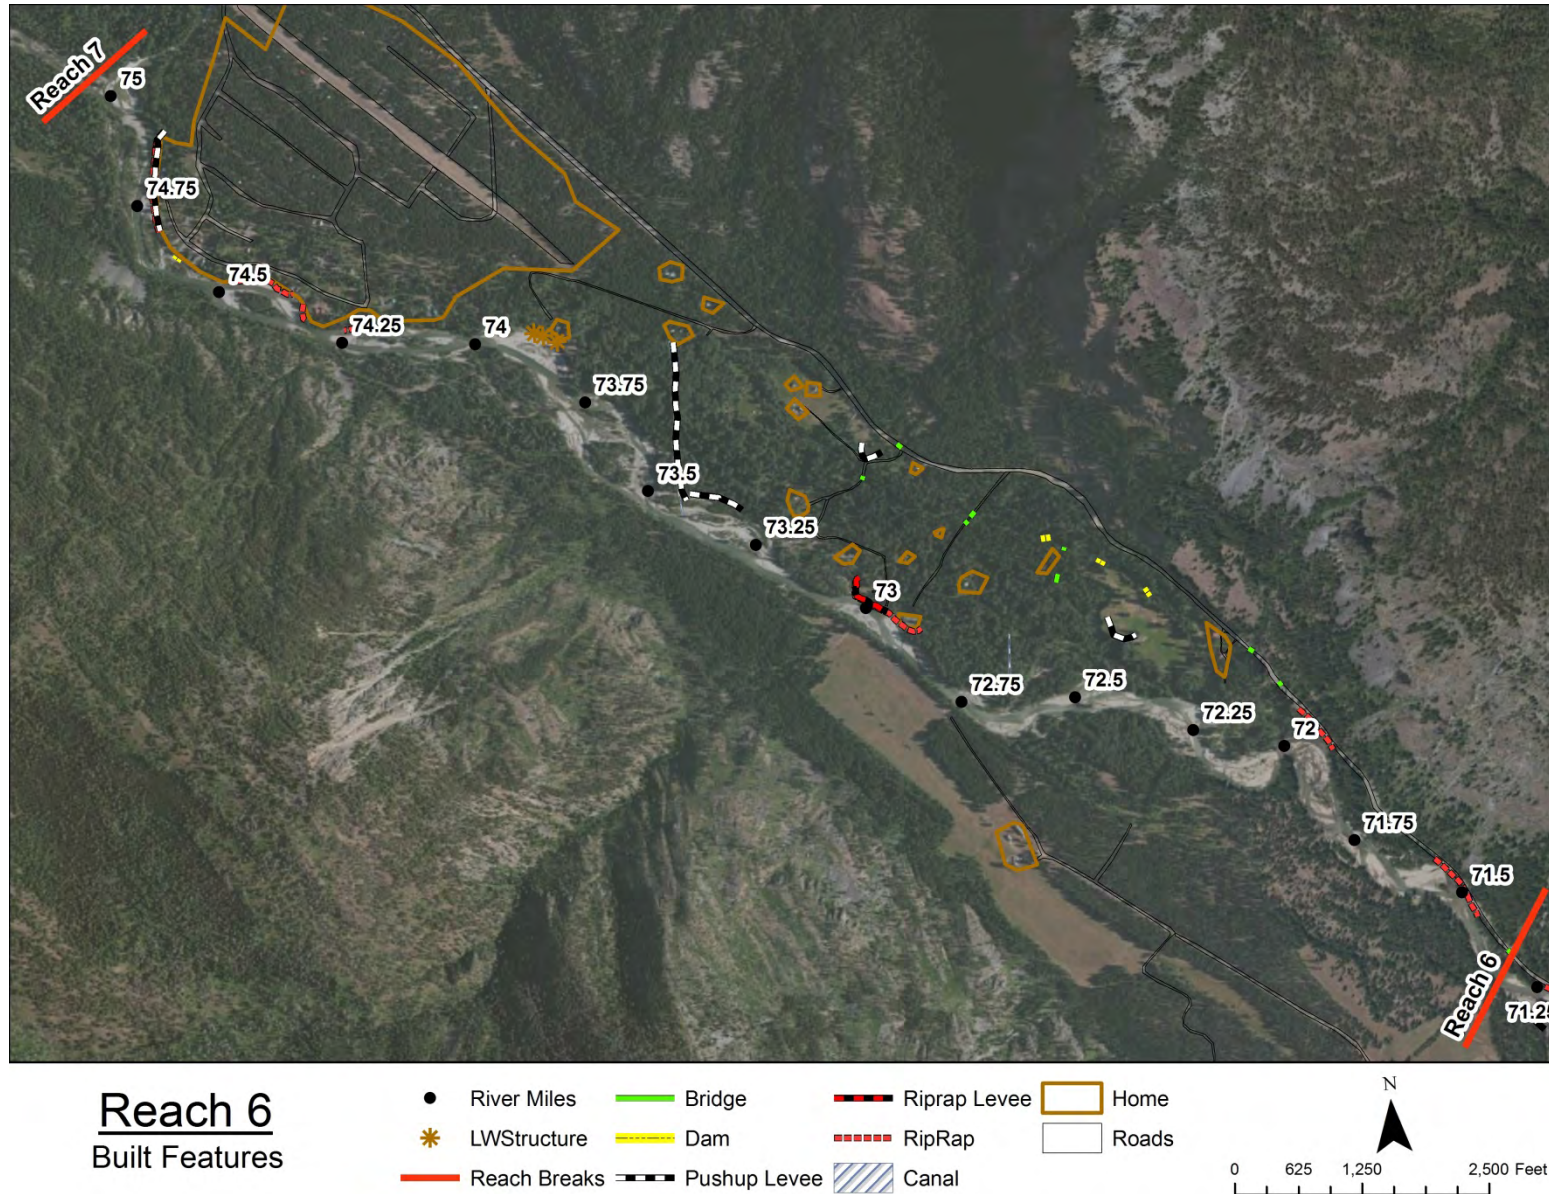 Reach 7
75
74.75
74.5
74.25
74
73.75
73.5
73.25
73
72.75
72.5
72.25
72
71.75
71.5
Reach 6
71.25
Reach 6
Built Features
River Miles
LWStructure
Reach Breaks
Bridge
Dam
Pushup Levee
Riprap Levee
RipRap
Canal
Home
Roads
N
0 625 1,250 2,500 Feet